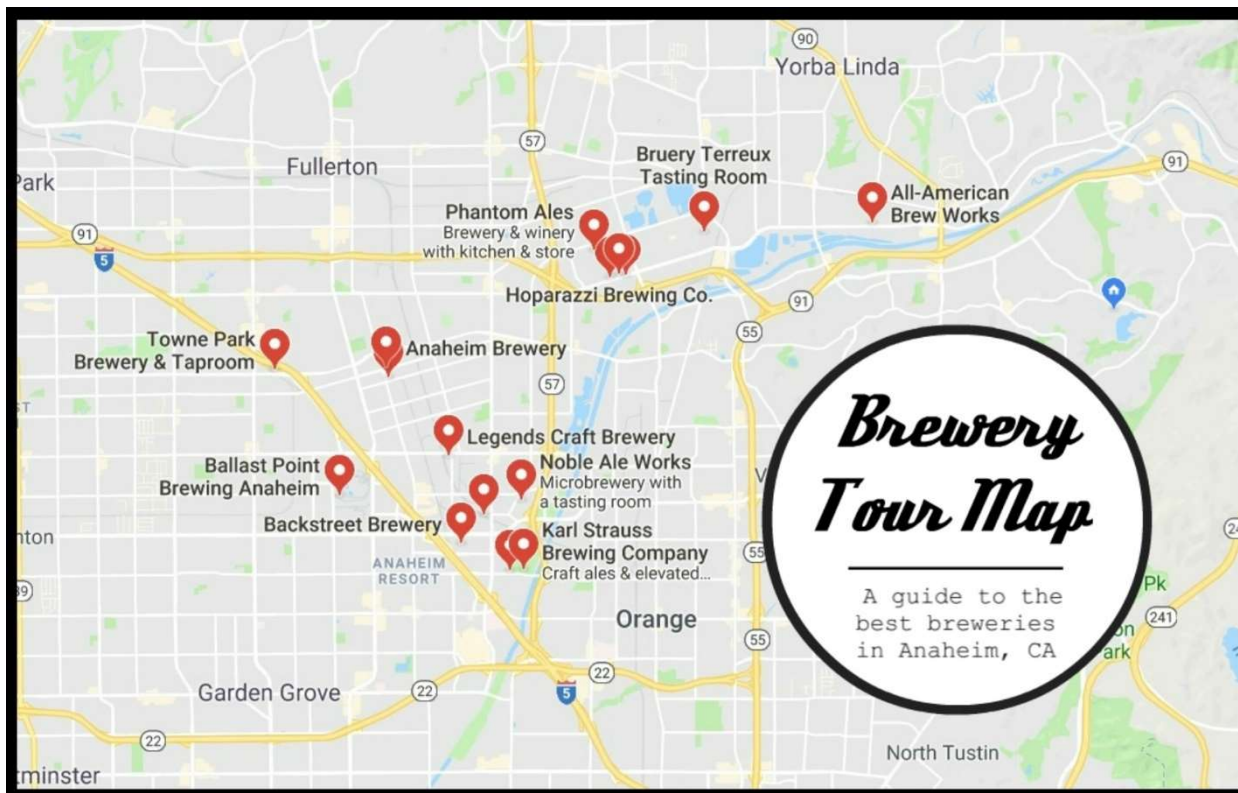 90
Yorba Linda
57
91
Fullerton
Bruery Terreux
Tasting Room
Park
All-American
Brew Works
Phantom Ales
Brewery & winery
with kitchen & store
91
5
Hoparazzi Brewing Co.
91
55
Towne Park
Brewery & Taproom
Anaheim Brewery
57
Legends Craft Brewery
Ballast Point
Brewing Anaheim
Noble Ale Works
Microbrewery with
a tasting room
Backstreet Brewery
Karl Strauss
Brewing Company
Craft ales & elevated...
ANAHEIM
RESORT
nton
55
Orange
55
22
5
Garden Grove
22
22
tminster
North Tustin
241
Pk
on
ark
Brewery
Tour Map
A guide to the
best breweries
in Anaheim, CA